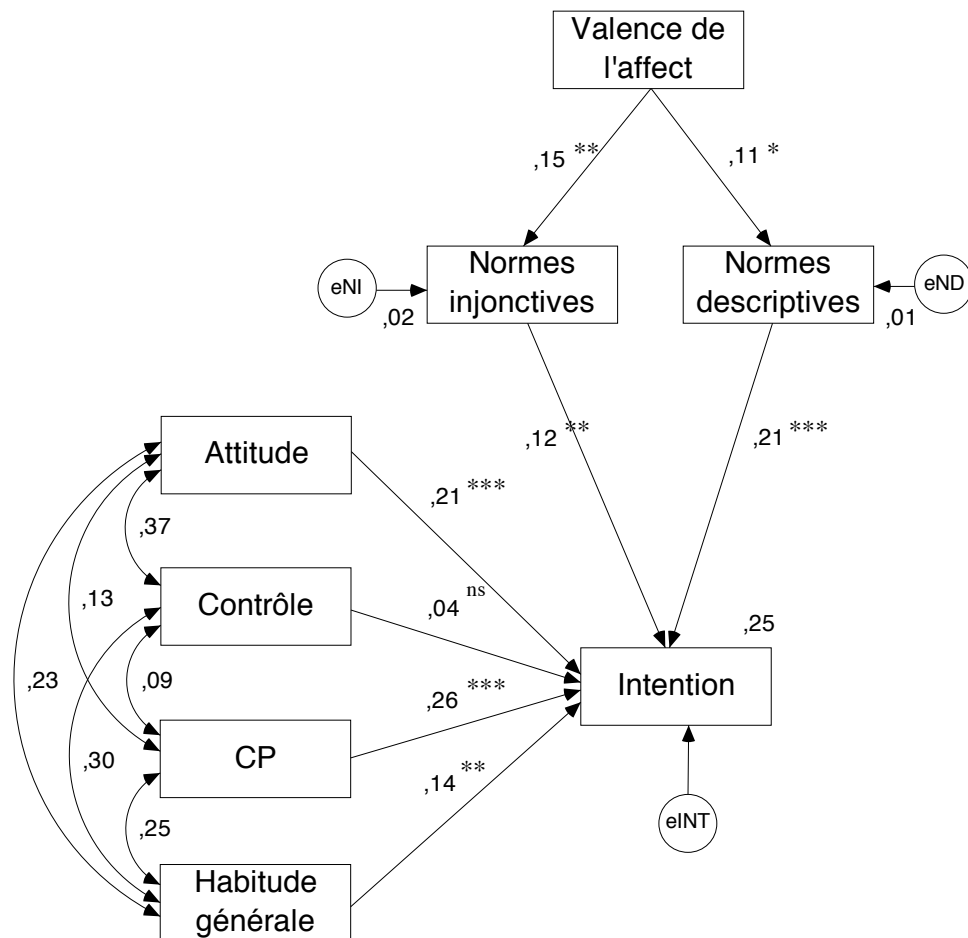 Valence de
l'affect
,15 **
,11 *
eNI
Normes
injonctives
Normes
descriptives
eND
,02
,01
,12 **
,21 ***
Attitude
,21 ***
,37
,13
Contrôle
,04 ns
,25
,23
,09
Intention
,26 ***
CP
,30
,14 **
eINT
,25
Habitude
générale